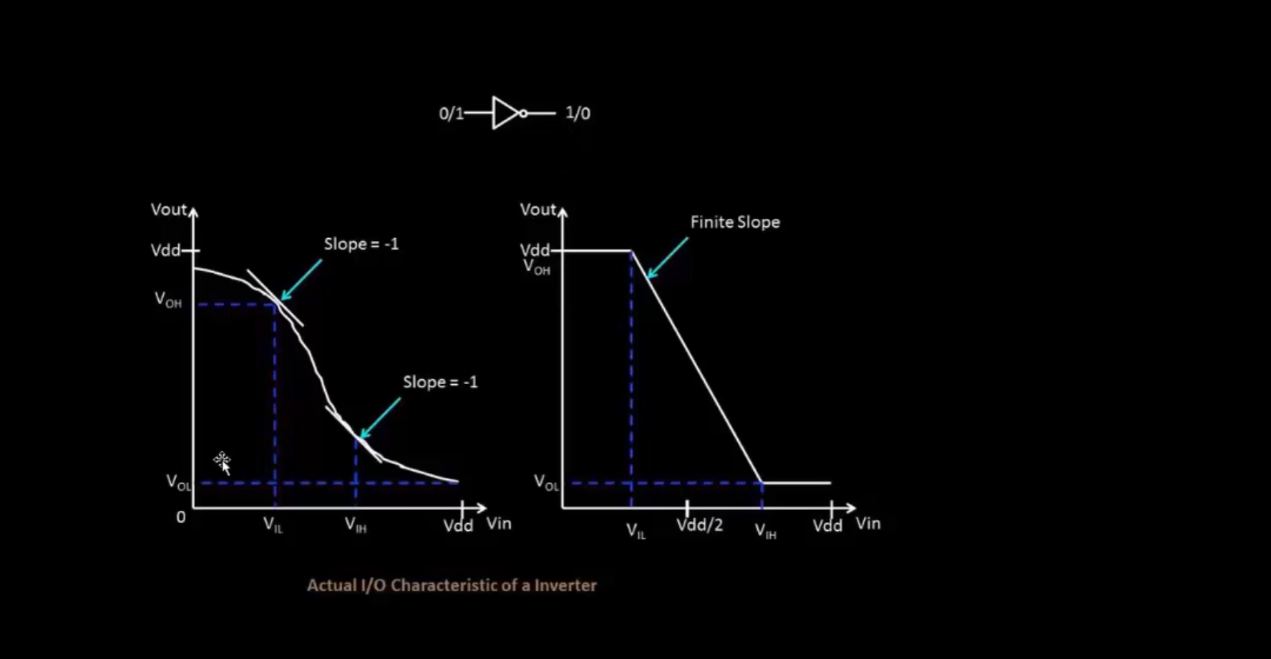 0/1 1/0
Vout
Vdd
Slope = -1
VOH
Slope = -1
VOL
0
VIL
VIH
Vdd
Vin
Vout
Finite Slope
Vdd
VOH
VOL
VIL
Vdd/2
VIH
Vdd
Vin
Actual I/O Characteristic of a Inverter